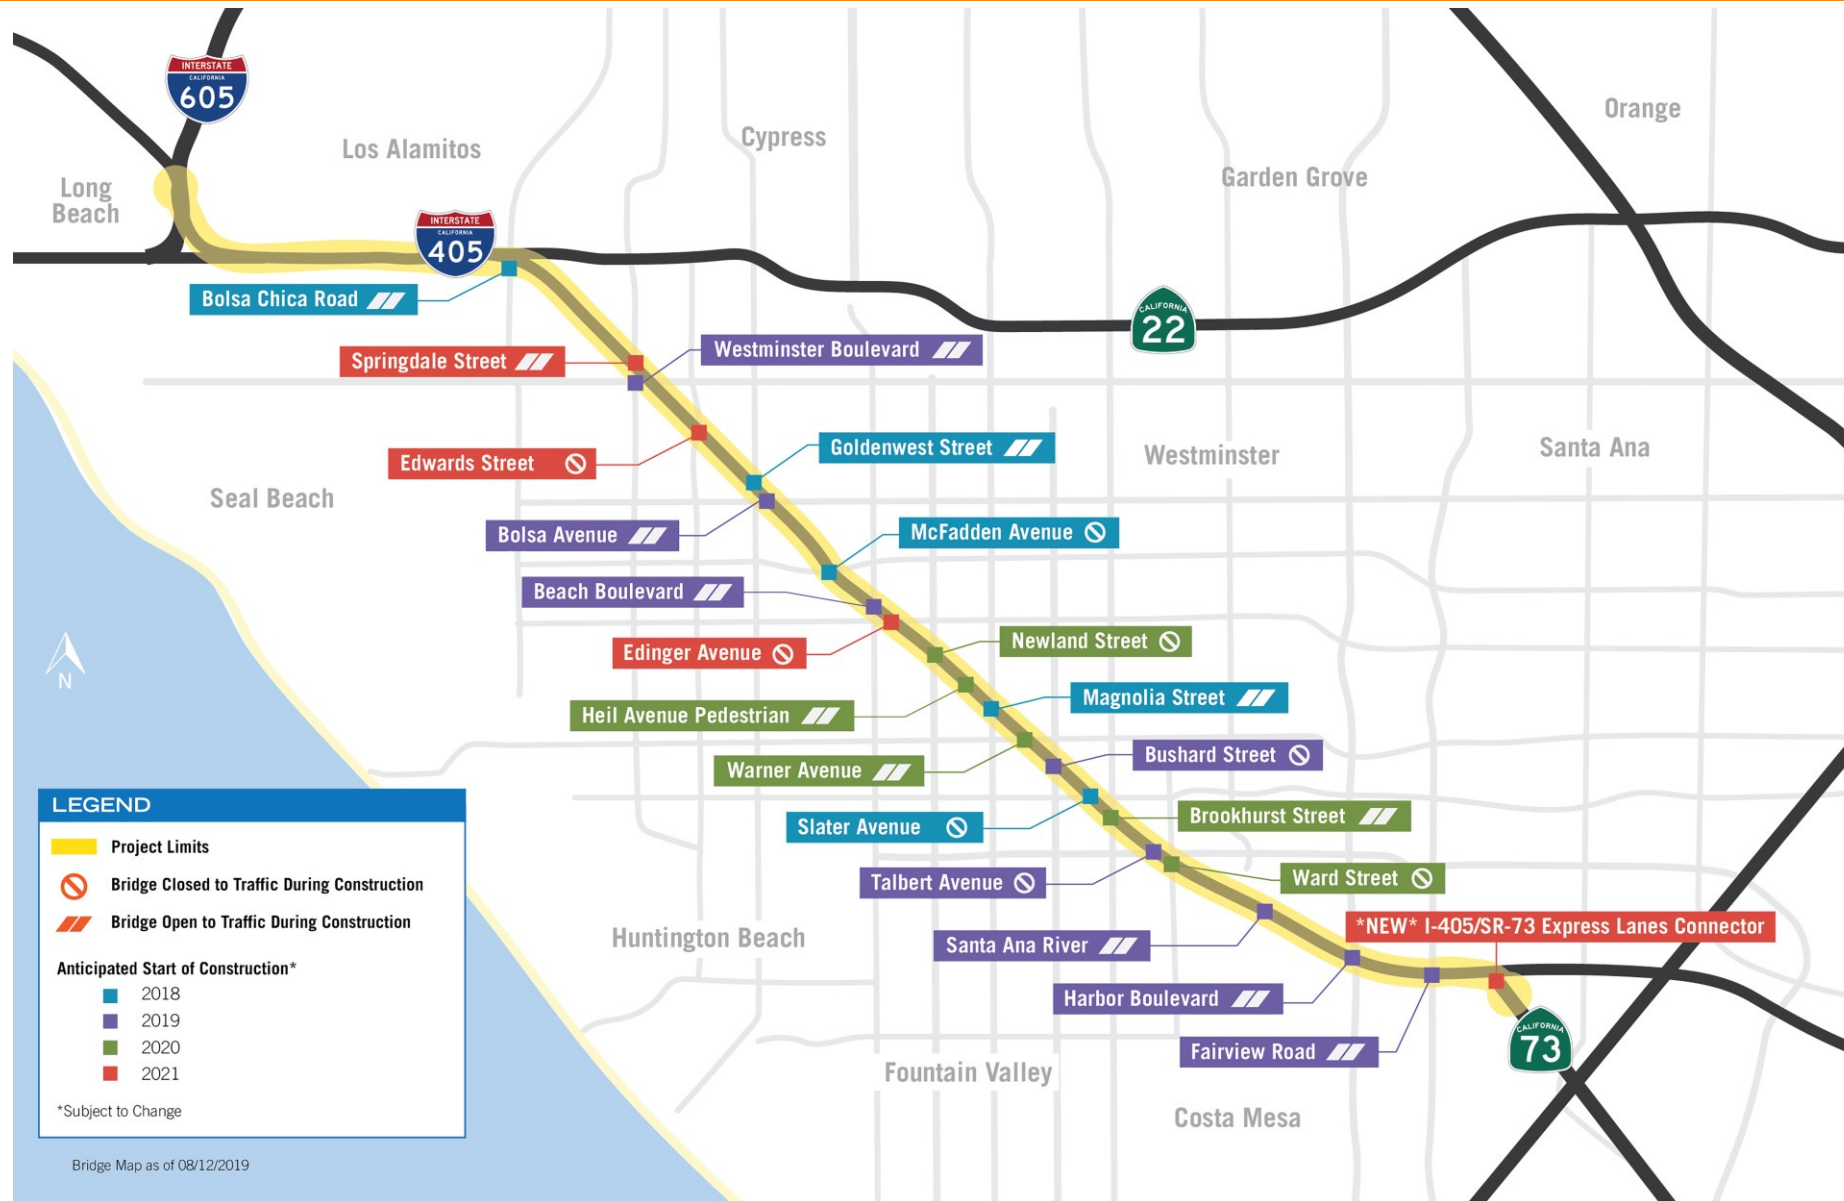 INTERSTATE
CALIFORNIA
605
Los Alamitos
Cypress
Orange
Garden Grove
Long
Beach
INTERSTATE
CALIFORNIA
405
Bolsa Chica Road
CALIFORNIA
22
Springdale Street
Westminster Boulevard
Edwards Street
Goldenwest Street
Westminster
Santa Ana
Seal Beach
Bolsa Avenue
McFadden Avenue
Beach Boulevard
Edinger Avenue
Newland Street
N
Heil Avenue Pedestrian
Magnolia Street
Warner Avenue
Bushard Street
Slater Avenue
Brookhurst Street
Talbert Avenue
Ward Street
Huntington Beach
Santa Ana River
*NEW* I-405/SR-73 Express Lanes Connector
Harbor Boulevard
Fairview Road
CALIFORNIA
73
Fountain Valley
Costa Mesa
LEGEND
Project Limits
Bridge Closed to Traffic During Construction
Bridge Open to Traffic During Construction
Anticipated Start of Construction*
2018
2019
2020
2021
*Subject to Change
Bridge Map as of 08/12/2019